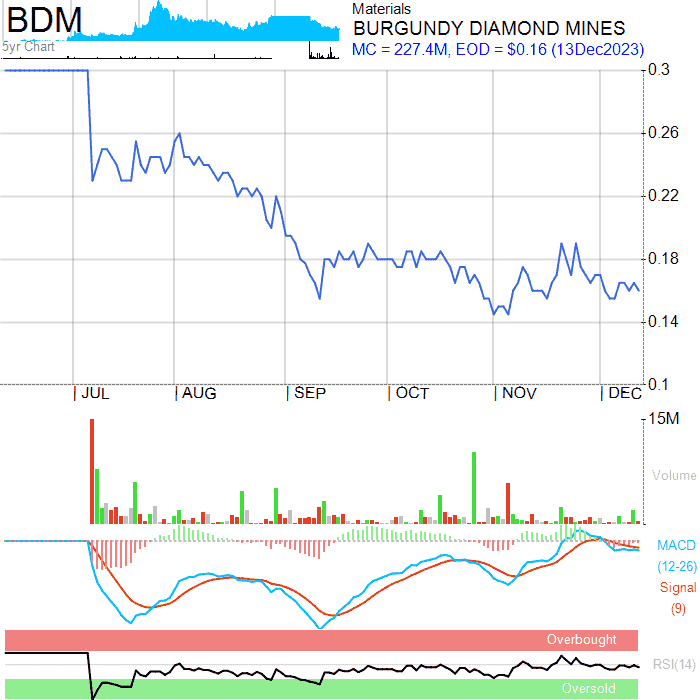 BDM
5yr Chart
Materials
BURGUNDY DIAMOND MINES
MC = 227.4M, EOD = $0.16 (13Dec2023)
0.3
0.26
0.22
0.18
0.14
0.1
| JUL | AUG | SEP | OCT | NOV | DEC
15M
Volume
MACD
(12-26)
Signal
(9)
Overbought
RSI(14)
Oversold